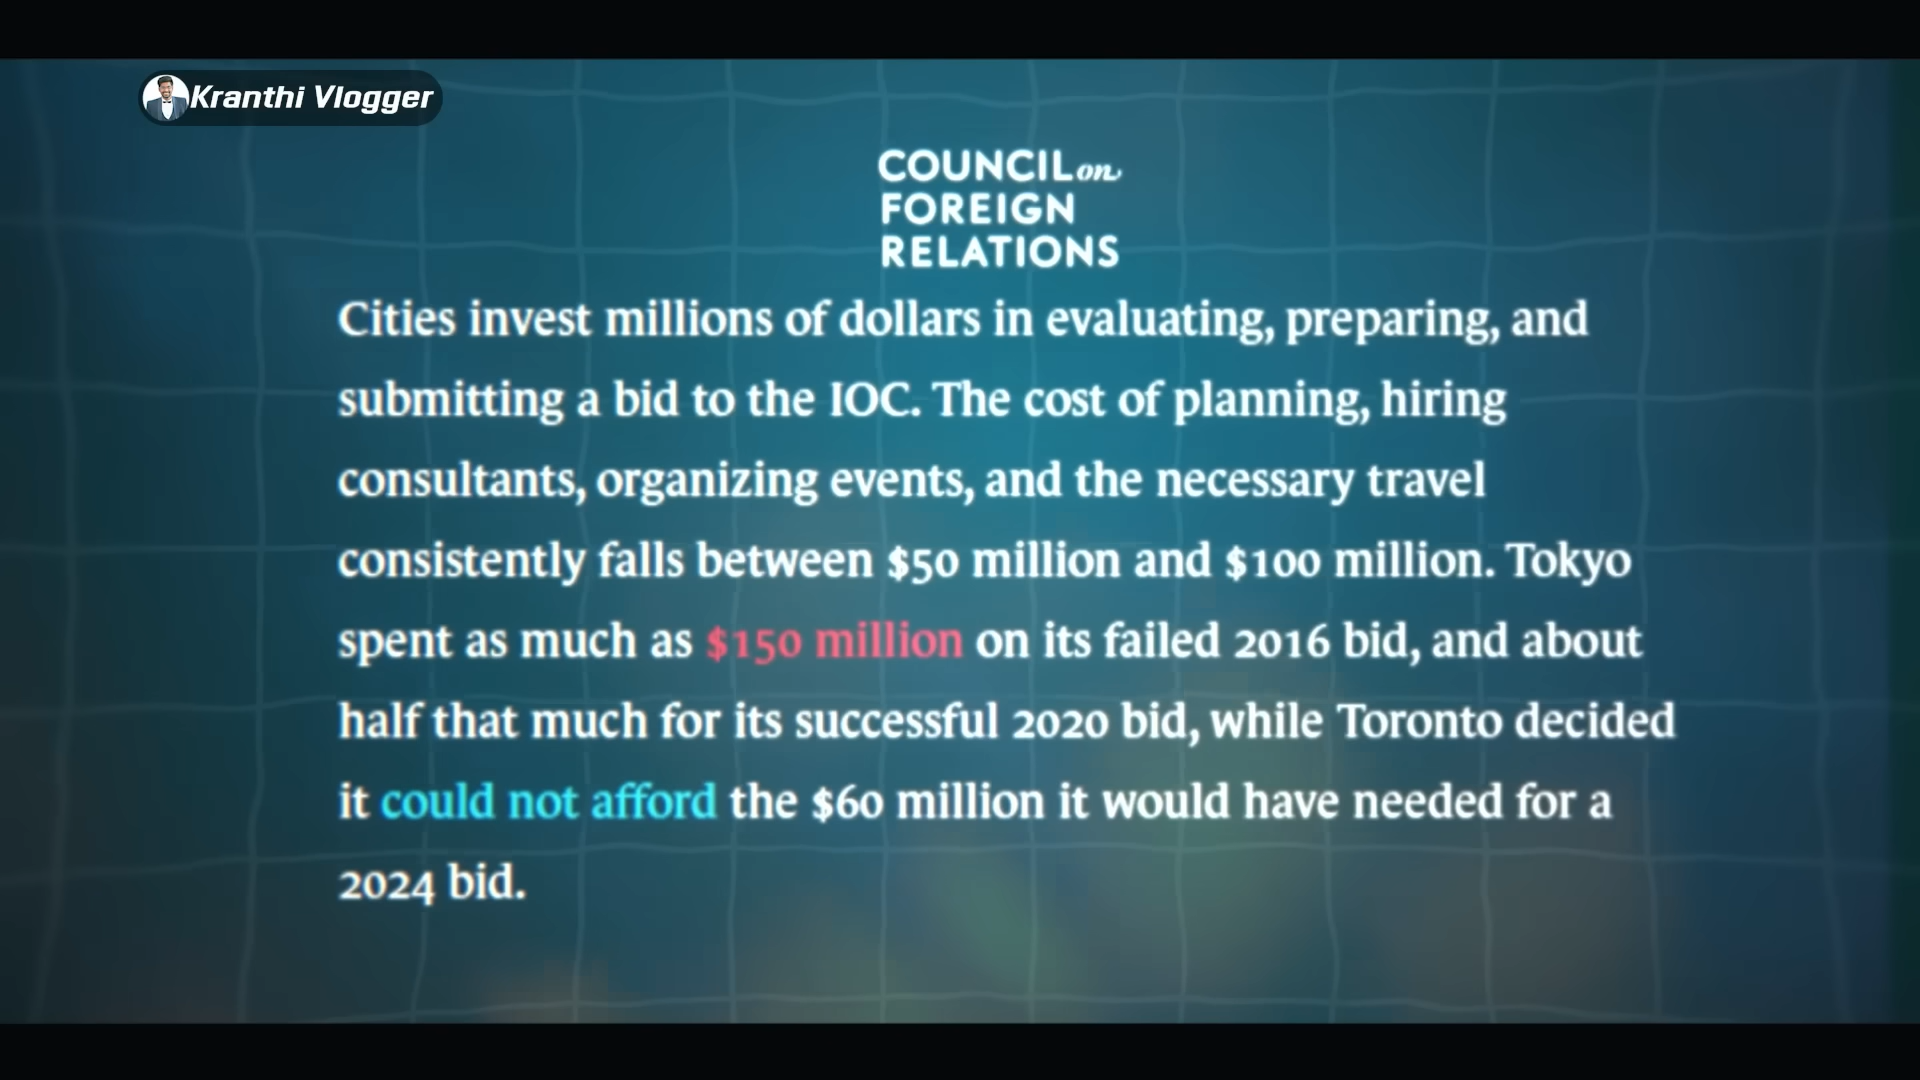 Kranthi Vlogger
COUNCIL on
FOREIGN
RELATIONS
Cities invest millions of dollars in evaluating, preparing, and
submitting a bid to the IOC. The cost of planning, hiring
consultants, organizing events, and the necessary travel
consistently falls between $50 million and $100 million. Tokyo
spent as much as $150 million on its failed 2016 bid, and about
half that much for its successful 2020 bid, while Toronto decided
it could not afford the $60 million it would have needed for a
2024 bid.